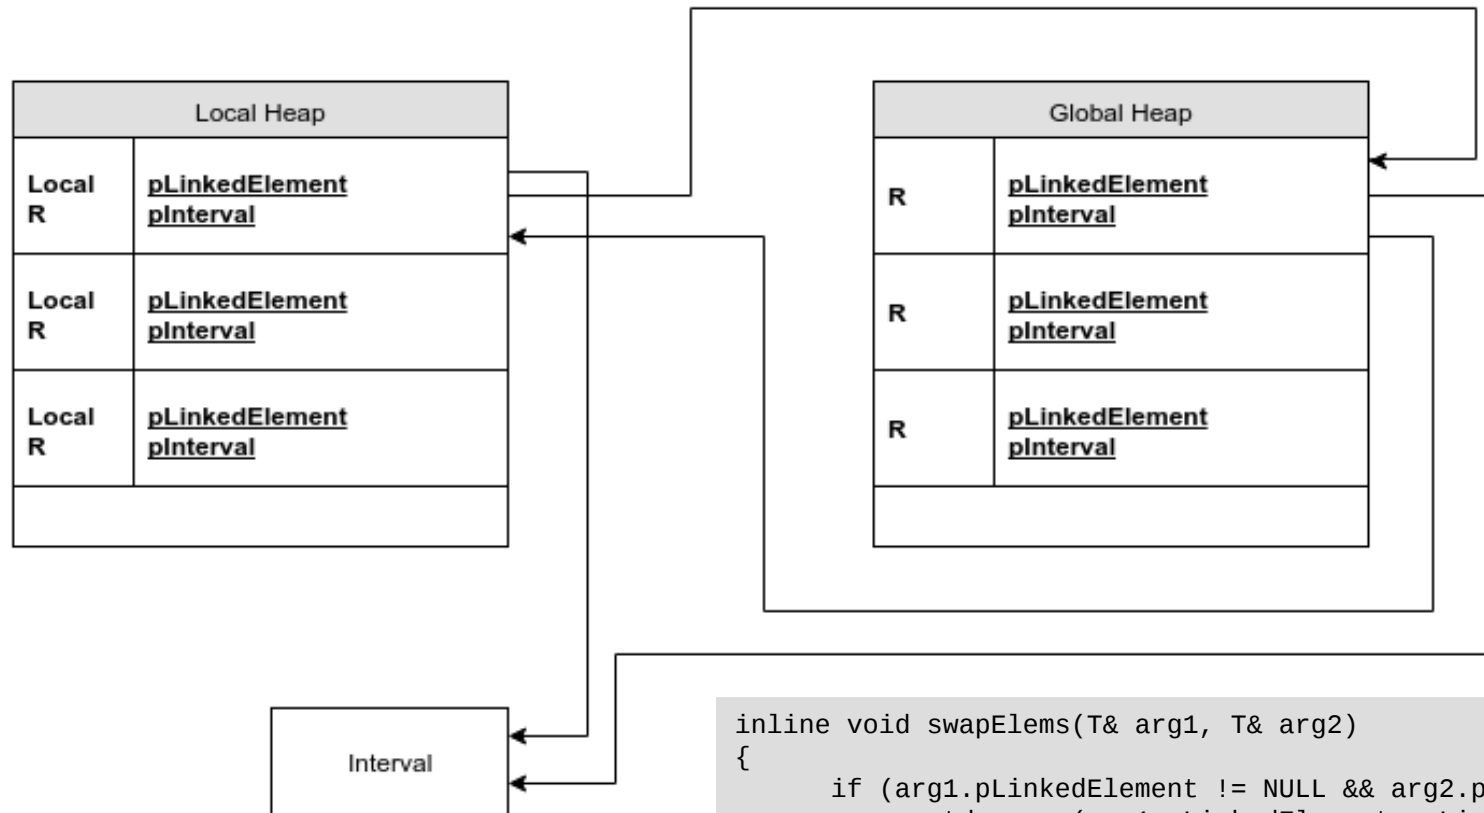 Local Heap
Local
R
pLinkedElement
pInterval
Local
R
pLinkedElement
pInterval
Local
R
pLinkedElement
pInterval
Global Heap
R
pLinkedElement
pInterval
R
pLinkedElement
pInterval
R
pLinkedElement
pInterval
Interval
inline void swapElems(T& arg1, T& arg2)
{
if (arg1.pLinkedElement != NULL && arg2.p